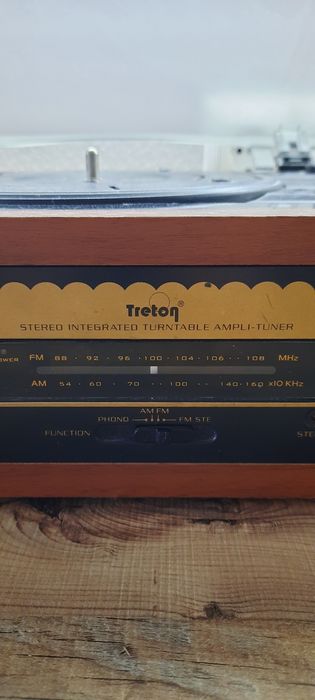 Treton®
STEREO INTEGRATED TURNTABLE AMPLI-TUNER
FM 88 · 92 · 96 · 100 · 104 · 106 · · 108 MHz
AM 54 · 60 · 70 · · 100 · · 140·160 x10 KHz
AM FM
PHONO FM STE
FUNCTION